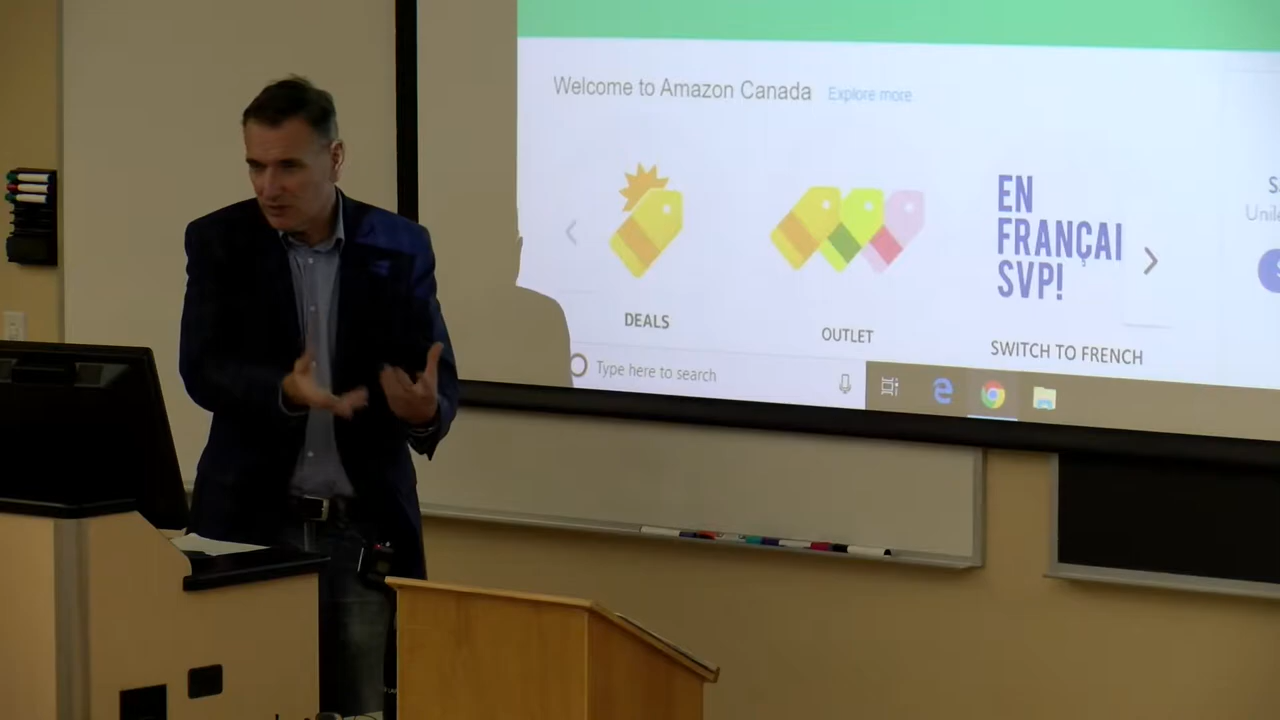 Welcome to Amazon Canada Explore more.
EN
FRANÇAI
SVP!
DEALS
OUTLET
SWITCH TO FRENCH
Type here to search